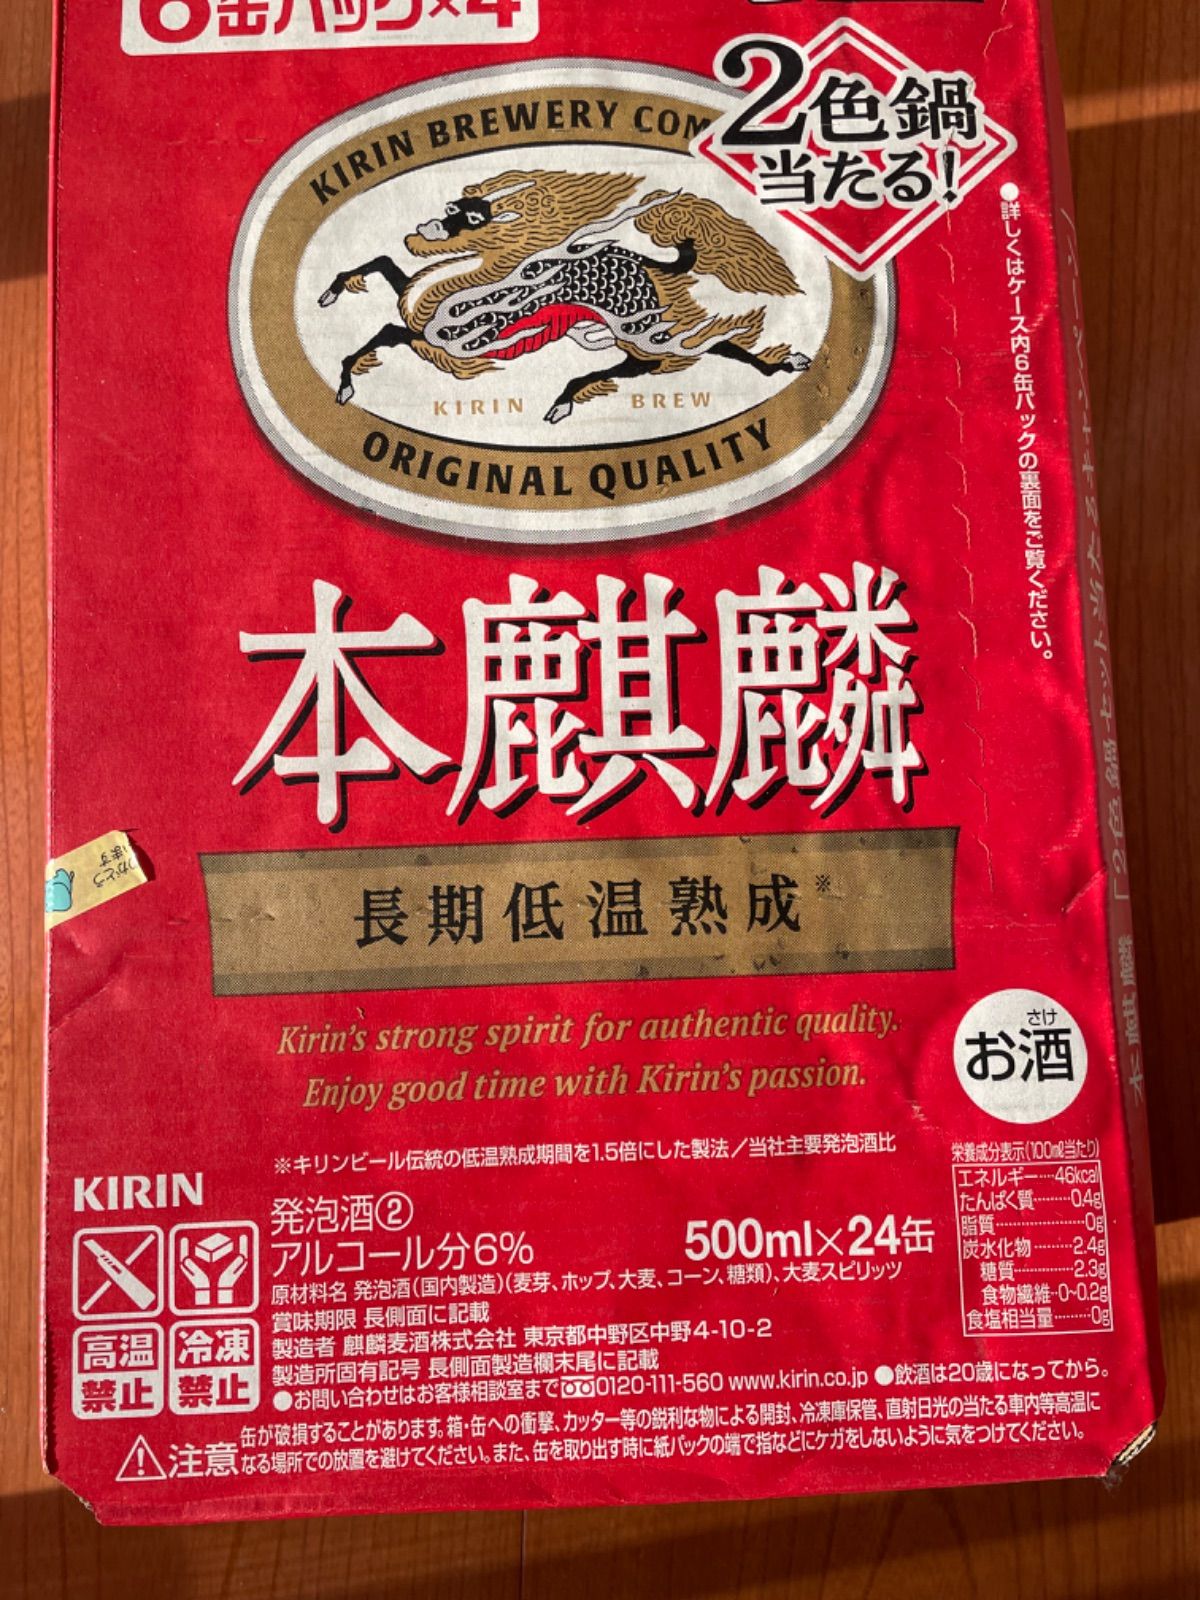 6缶パック×4
2色鍋
当たる!
●詳しくはケース内6缶パックの裏面をご覧ください。
KIRIN BREWERY COM
KIRIN BREW
ORIGINAL QUALITY
本麒麟
長期低温熟成※
Kirin's strong spirit for authentic quality.
Enjoy good time with Kirin's passion.
さけ
お酒
※キリンビール伝統の低温熟成期間を1.5倍にした製法/当社主要発泡酒比
KIRIN
発泡酒②
アルコール分6%
500ml×24缶
原材料名 発泡酒(国内製造)(麦芽、ホップ、大麦、コーン、糖類)、大麦スピリッツ
賞味期限 長側面に記載
製造者 麒麟麦酒株式会社 東京都中野区中野4-10-2
製造所固有記号 長側面製造欄末尾に記載
●お問い合わせはお客様相談室まで 0120-111-560 www.kirin.co.jp ●飲酒は20歳になってから。
高温
禁止
冷凍
禁止
栄養成分表示(100ml当たり)
エネルギー……46kcal
たんぱく質………0.4g
脂質………………0g
炭水化物………2.4g
糖質…………2.3g
食物繊維…0~0.2g
食塩相当量………0g
注意
缶が破損することがあります。箱・缶への衝撃、カッター等の鋭利な物による開封、冷凍庫保管、直射日光の当たる車内等高温に
なる場所での放置を避けてください。また、缶を取り出す時に紙パックの端で指などにケガをしないように気をつけてください。